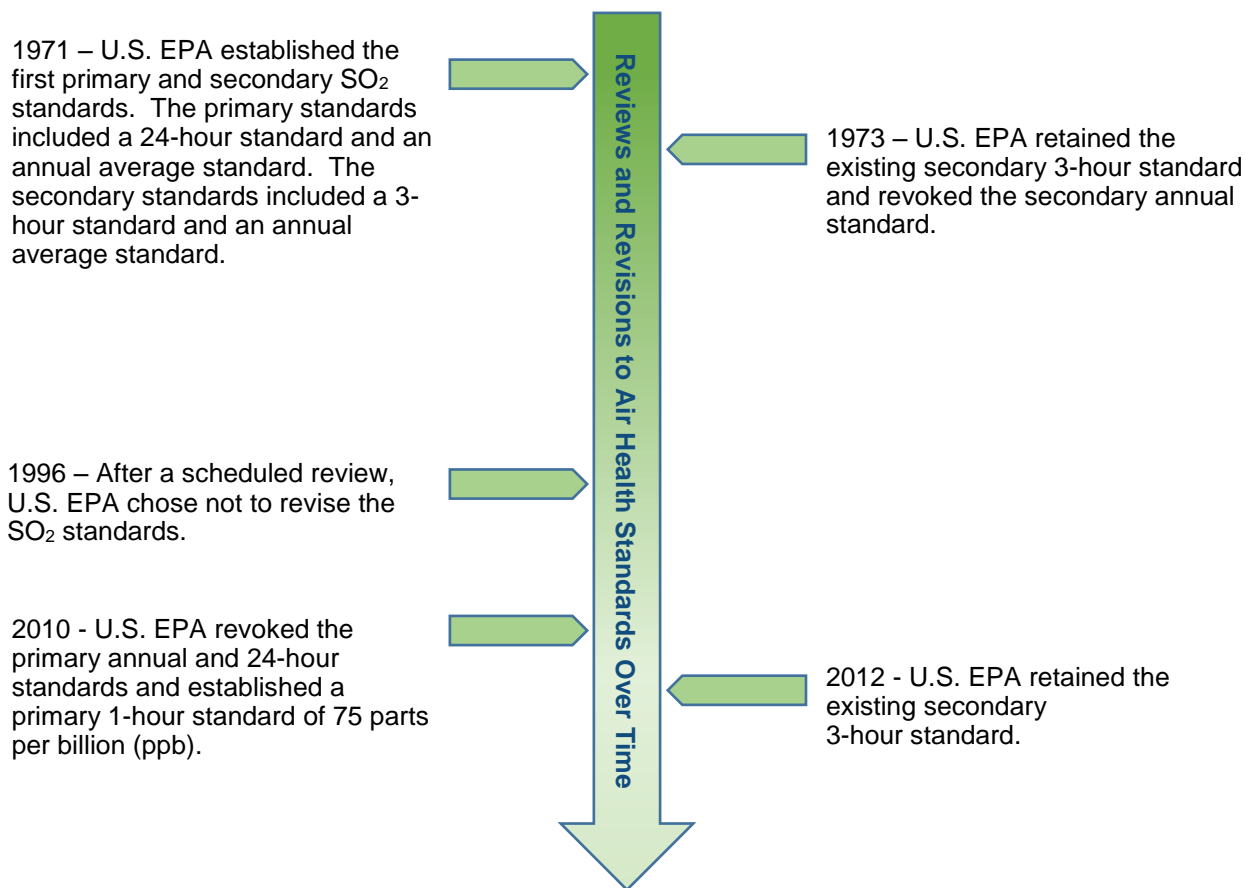 1971 – U.S. EPA established the
first primary and secondary SO₂
standards.  The primary standards
included a 24-hour standard and an
annual average standard.  The
secondary standards included a 3-
hour standard and an annual
average standard.
Reviews and Revisions to Air Health Standards Over Time
1973 – U.S. EPA retained the
existing secondary 3-hour standard
and revoked the secondary annual
standard.
1996 – After a scheduled review,
U.S. EPA chose not to revise the
SO₂ standards.
2010 - U.S. EPA revoked the
primary annual and 24-hour
standards and established a
primary 1-hour standard of 75 parts
per billion (ppb).
2012 - U.S. EPA retained the
existing secondary
3-hour standard.